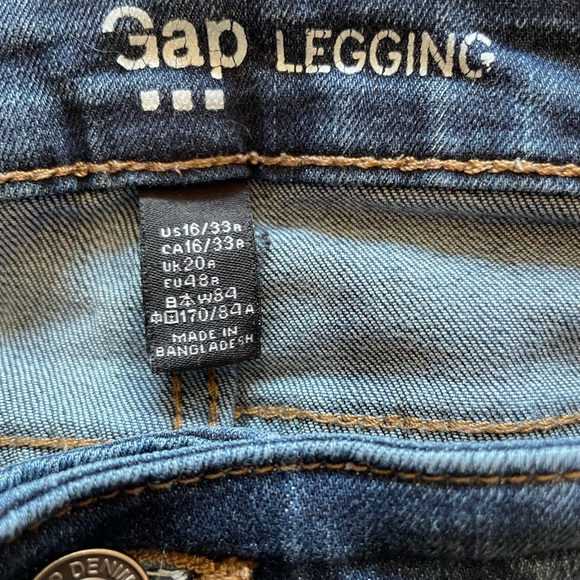 Gap LEGGING
US16/33R
CA16/33R
UK20R
EU48R
日本W84
中国170/84A
MADE IN
BANGLADESH
DENIM